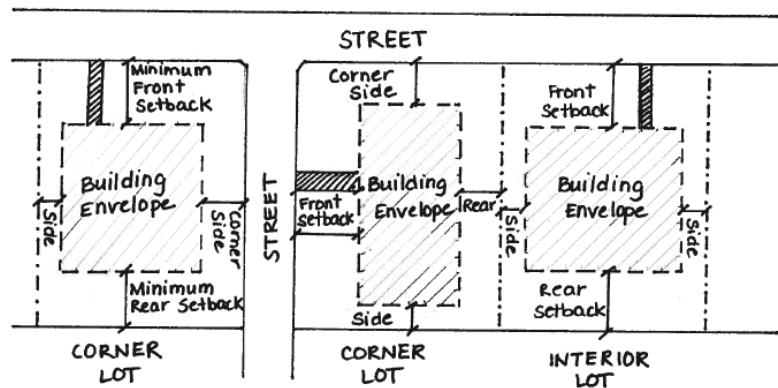 STREET
Minimum
Front
Setback
Building
Envelope
Side
Corner
Side
Minimum
Rear Setback
CORNER
LOT
STREET
Corner
Side
Front
Setback
Building
Envelope
Rear
Side
CORNER
LOT
Front
Setback
Side
Building
Envelope
Side
Rear
Setback
INTERIOR
LOT